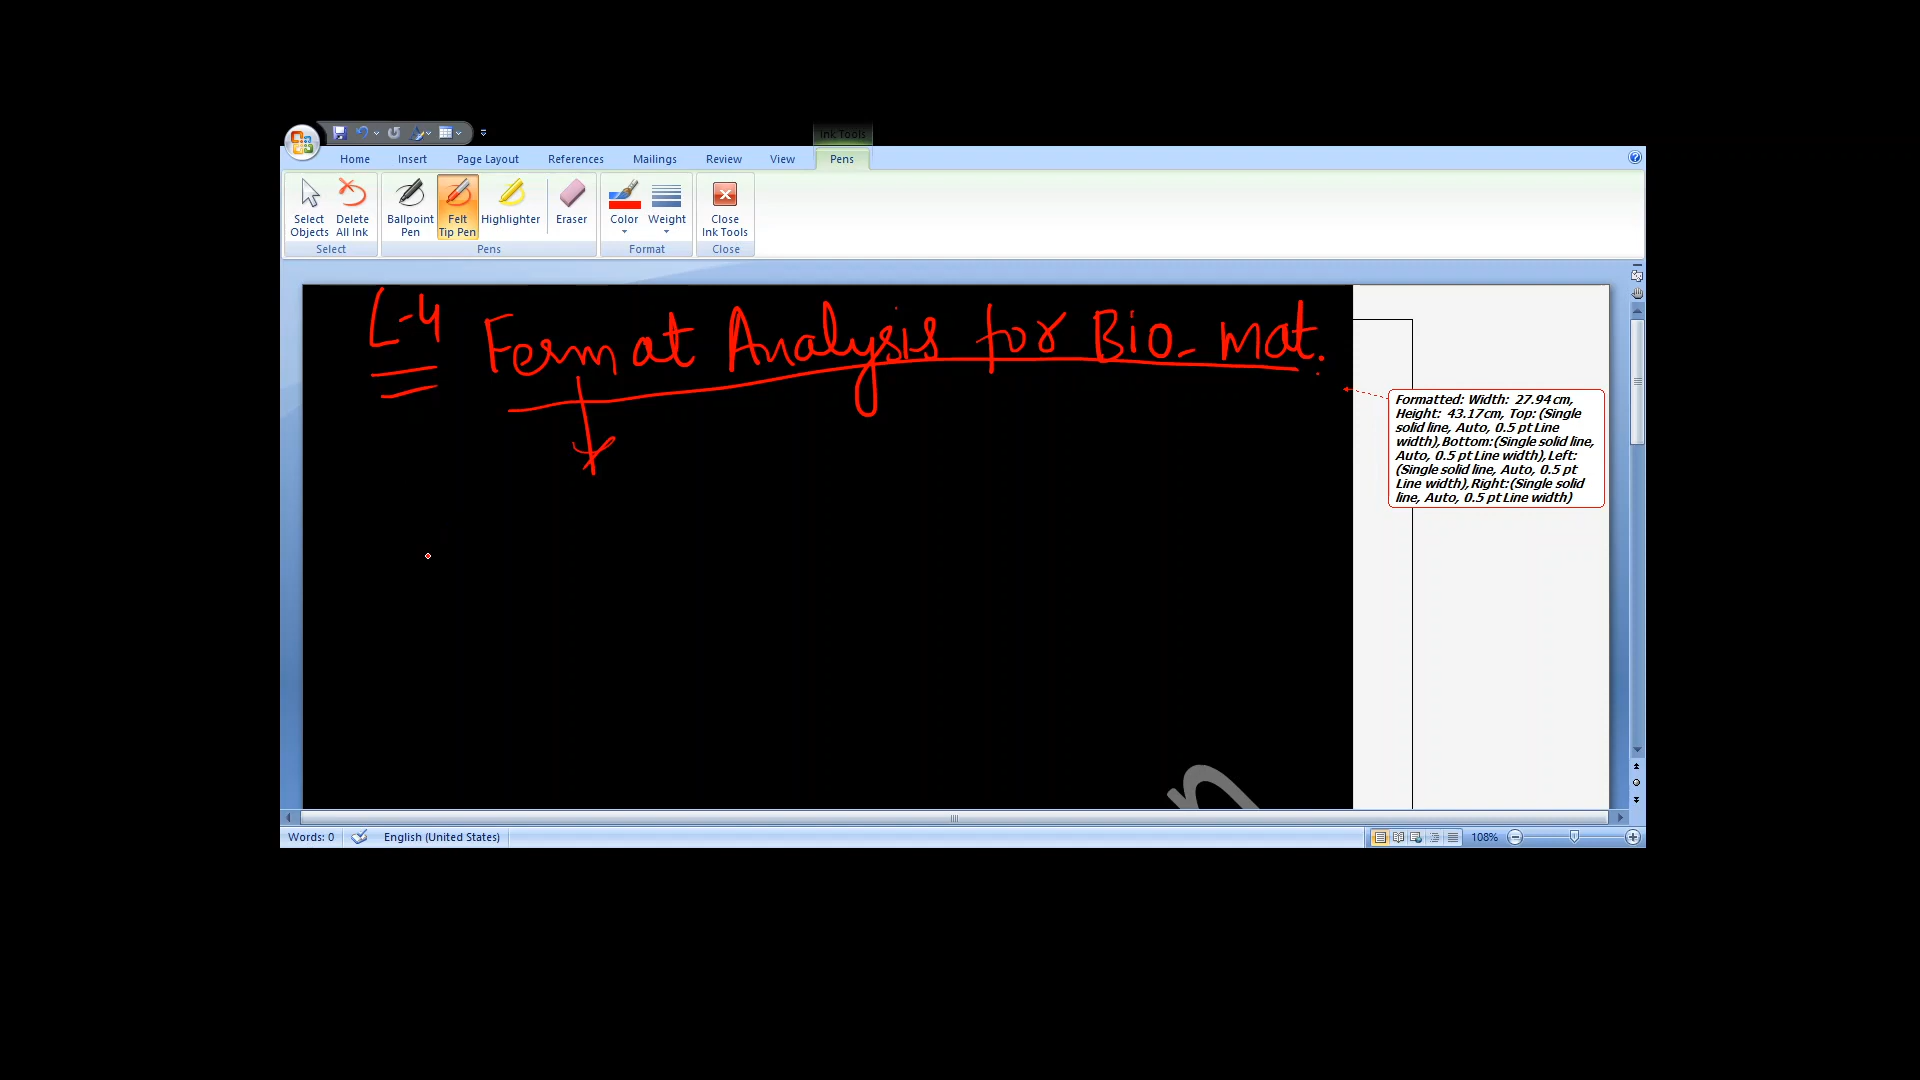 Ink Tools
Home Insert Page Layout References Mailings Review View Pens
Select Objects Delete All Ink Ballpoint Pen Felt Tip Pen Highlighter Eraser Color Weight Close Ink Tools
Select Pens Format Close
L-4 Format Analysis for Bio-mat.
Formatted: Width: 27.94 cm,
Height: 43.17 cm, Top: (Single
solid line, Auto, 0.5 pt Line
width), Bottom: (Single solid line,
Auto, 0.5 pt Line width), Left:
(Single solid line, Auto, 0.5 pt
Line width), Right: (Single solid
line, Auto, 0.5 pt Line width)
Words: 0 English (United States) 108%